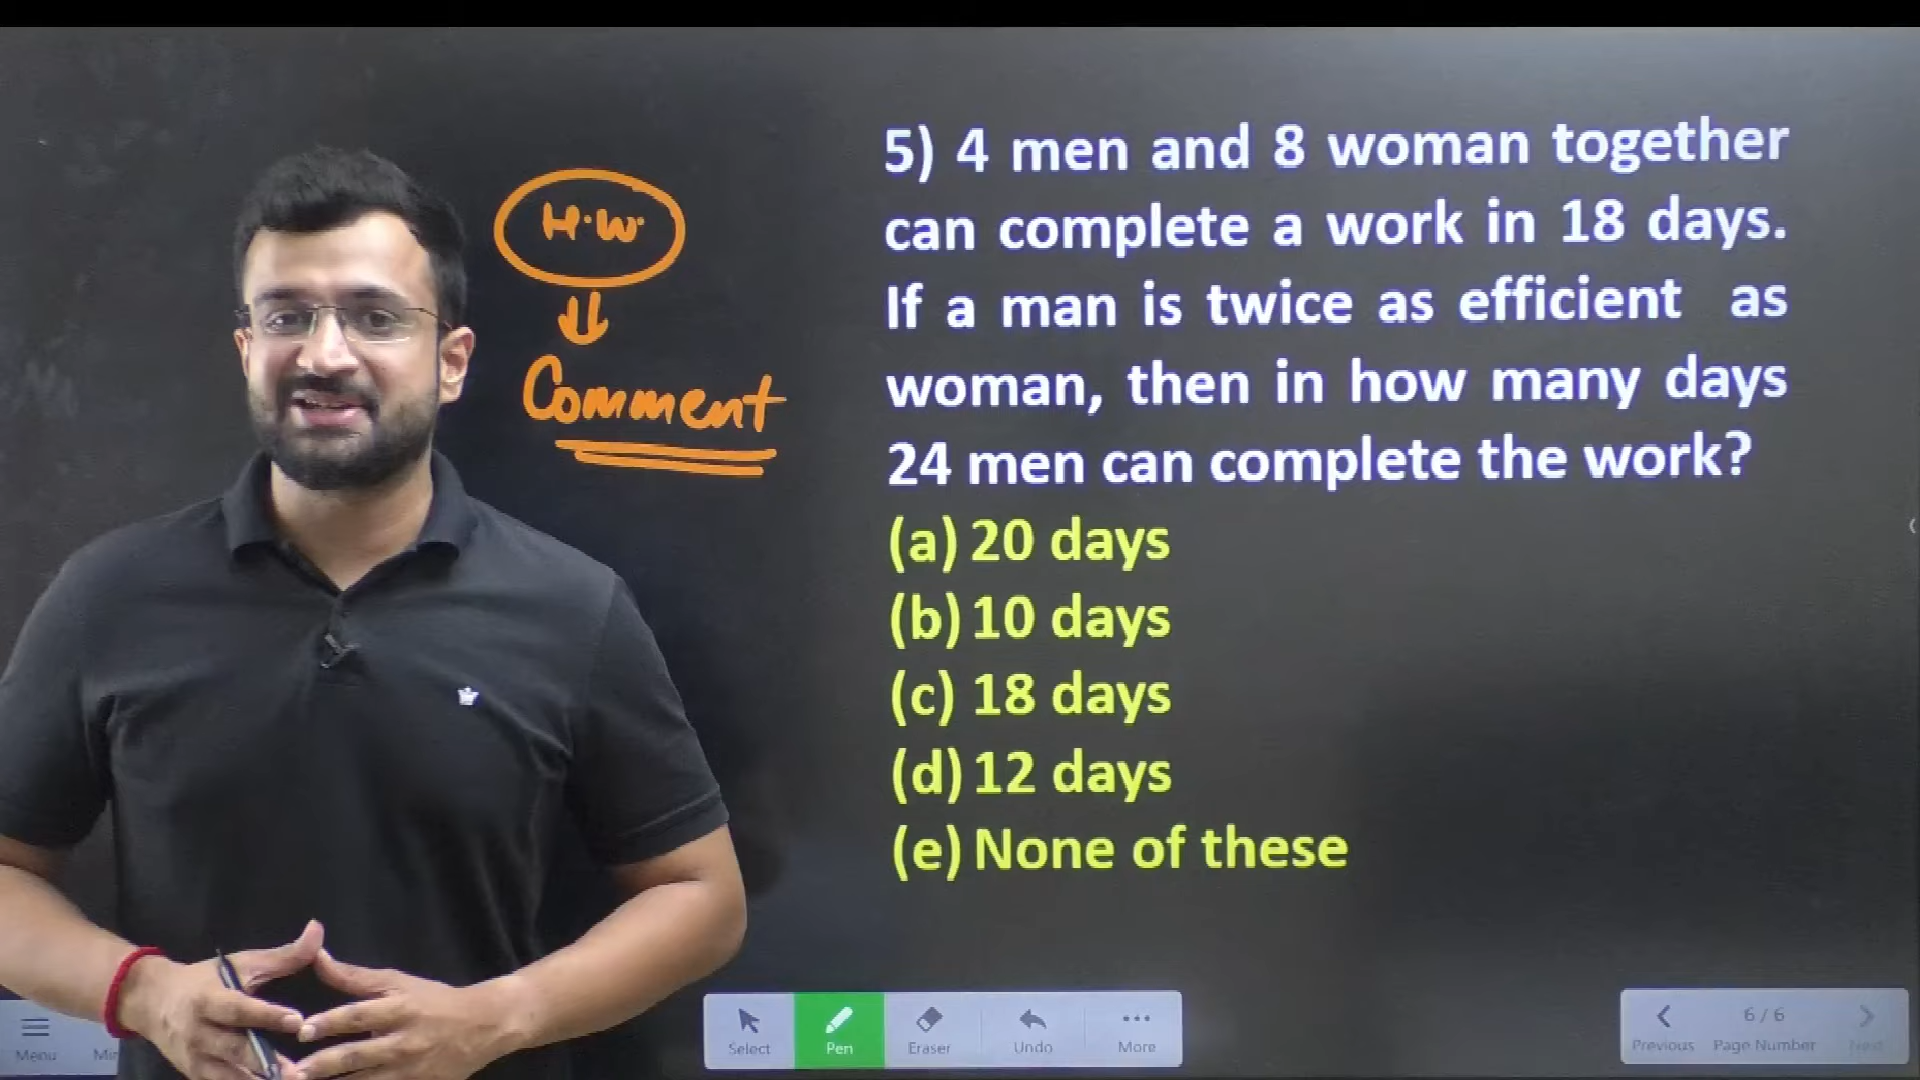 H.W.
Comment
5) 4 men and 8 woman together
can complete a work in 18 days.
If a man is twice as efficient as
woman, then in how many days
24 men can complete the work?
(a) 20 days
(b) 10 days
(c) 18 days
(d) 12 days
(e) None of these
Menu
Select
Pen
Eraser
Undo
More
6 / 6
Previous
Page Number
Next